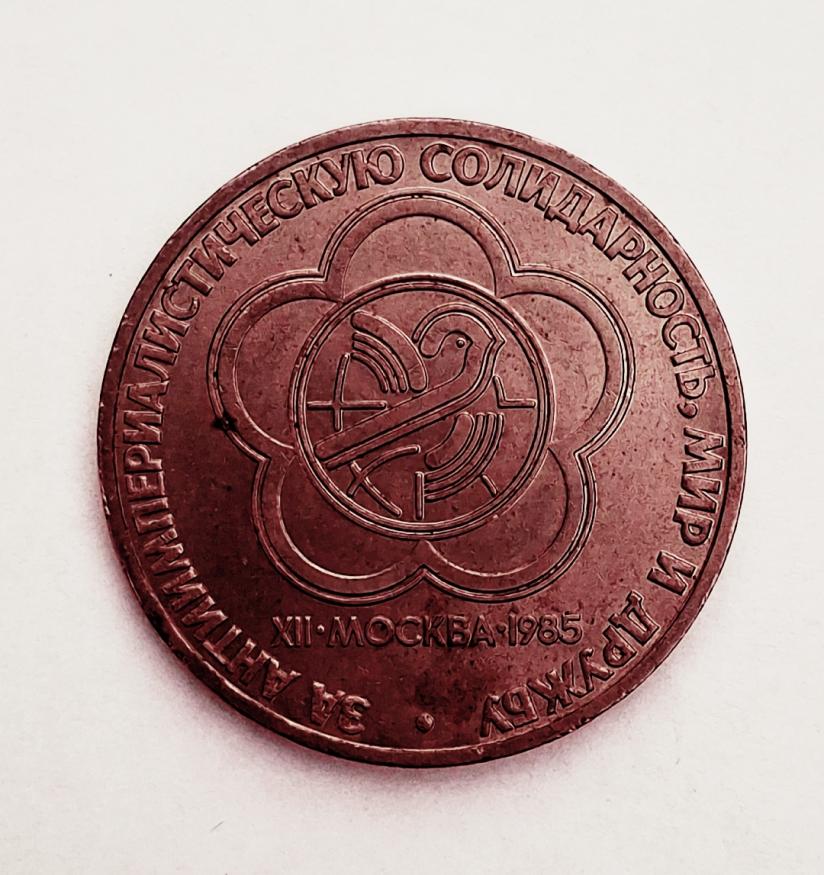 ЗА АНТИИМПЕРИАЛИСТИЧЕСКУЮ СОЛИДАРНОСТЬ, МИР И ДРУЖБУ
XII·МОСКВА·1985